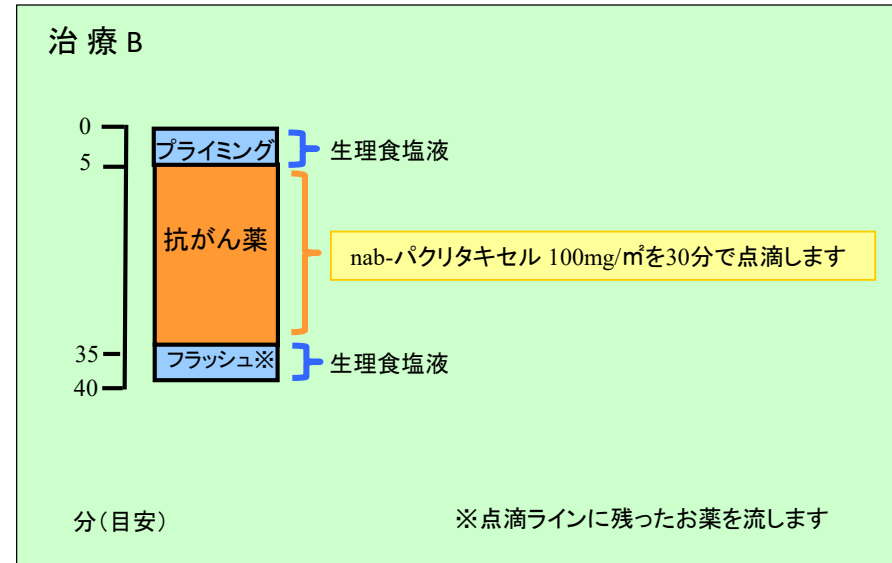 治 療 B
0
プライミング
生理食塩液
5
抗がん薬
nab-パクリタキセル 100mg/㎡を30分で点滴します
35
フラッシュ※
生理食塩液
40
分(目安)
※点滴ラインに残ったお薬を流します